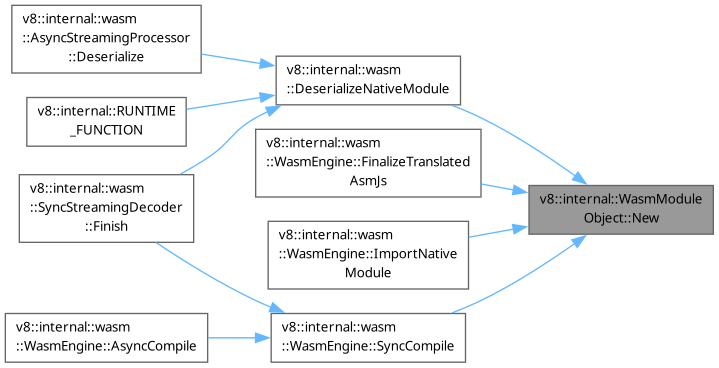 v8::internal::wasm
::AsyncStreamingProcessor
::Deserialize
v8::internal::RUNTIME
_FUNCTION
v8::internal::wasm
::SyncStreamingDecoder
::Finish
v8::internal::wasm
::WasmEngine::AsyncCompile
v8::internal::wasm
::DeserializeNativeModule
v8::internal::wasm
::WasmEngine::FinalizeTranslated
AsmJs
v8::internal::wasm
::WasmEngine::ImportNative
Module
v8::internal::wasm
::WasmEngine::SyncCompile
v8::internal::WasmModule
Object::New